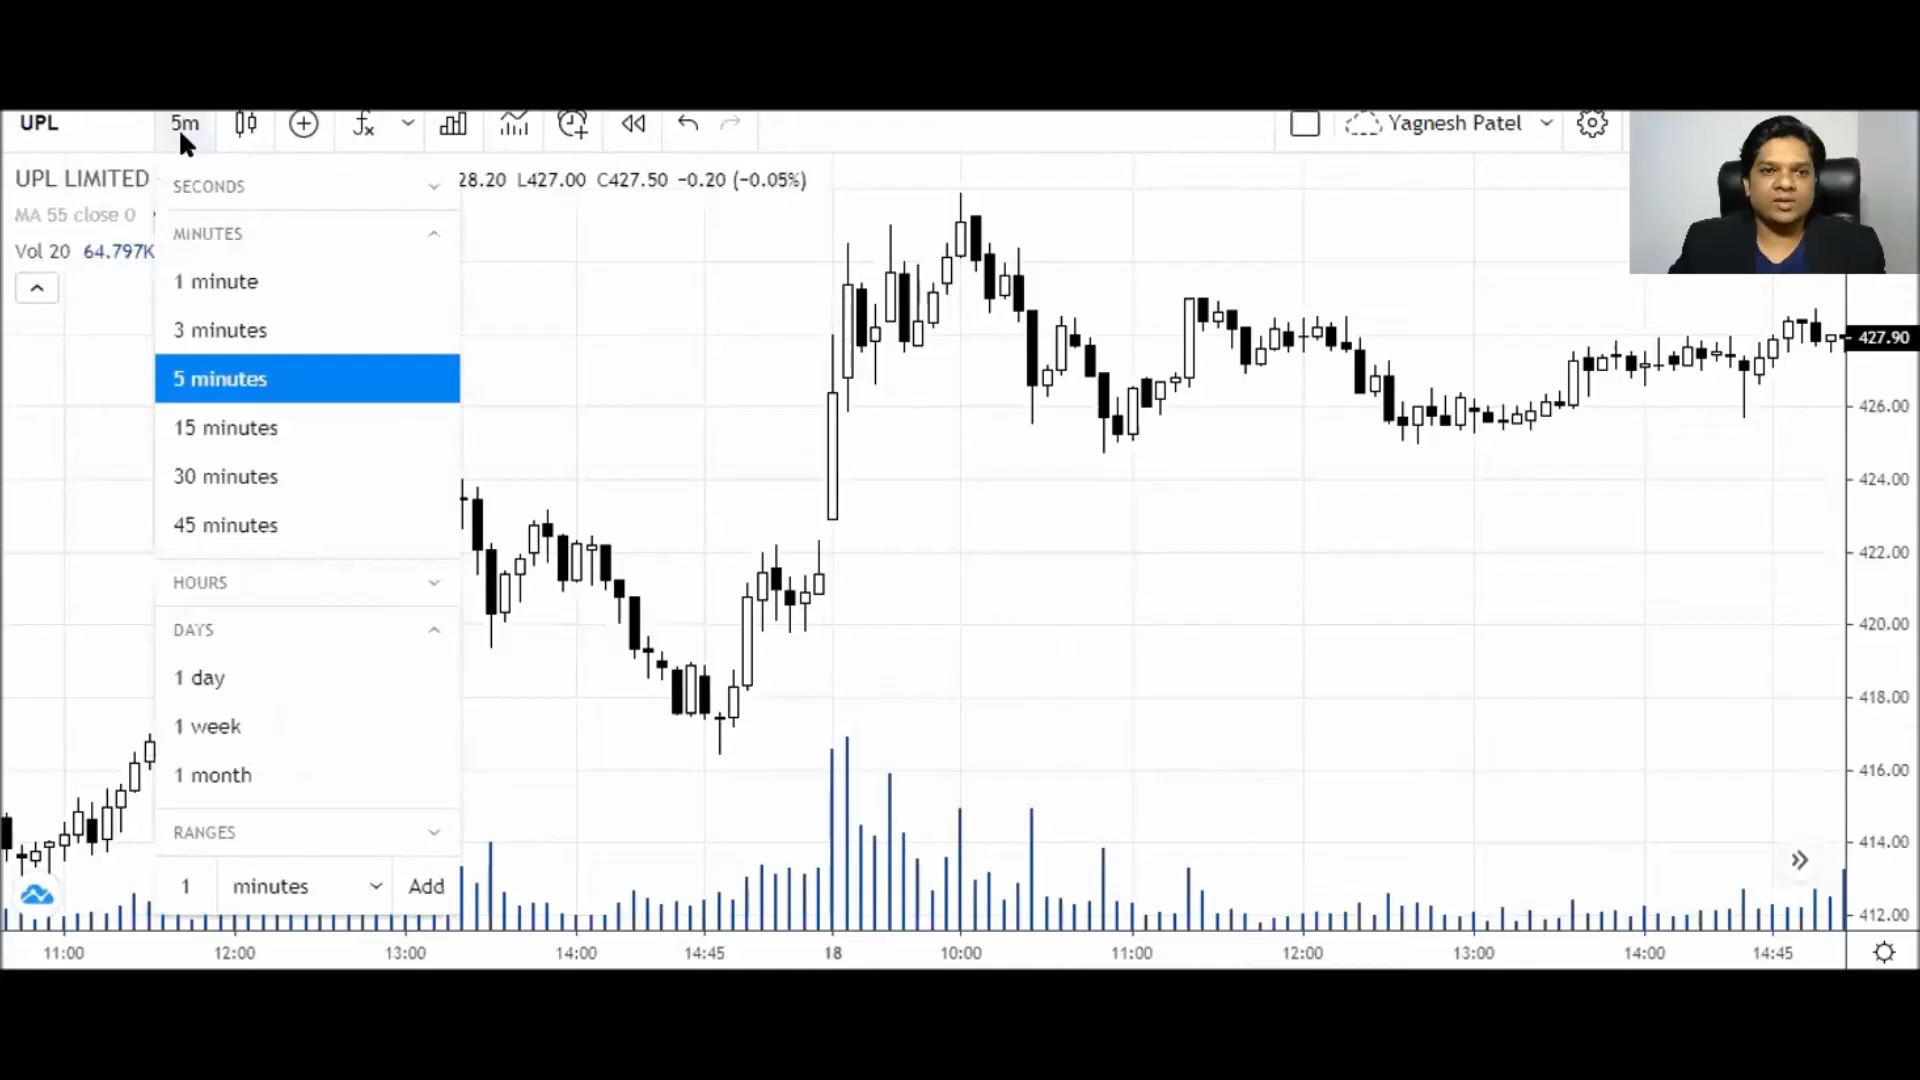 UPL
5m
fx
Yagnesh Patel
UPL LIMITED
28.20 L427.00 C427.50 −0.20 (−0.05%)
MA 55 close 0
Vol 20 64.797K
SECONDS
MINUTES
1 minute
3 minutes
5 minutes
15 minutes
30 minutes
45 minutes
HOURS
DAYS
1 day
1 week
1 month
RANGES
1 minutes Add
427.90
426.00
424.00
422.00
420.00
418.00
416.00
414.00
412.00
11:00 12:00 13:00 14:00 14:45 18 10:00 11:00 12:00 13:00 14:00 14:45